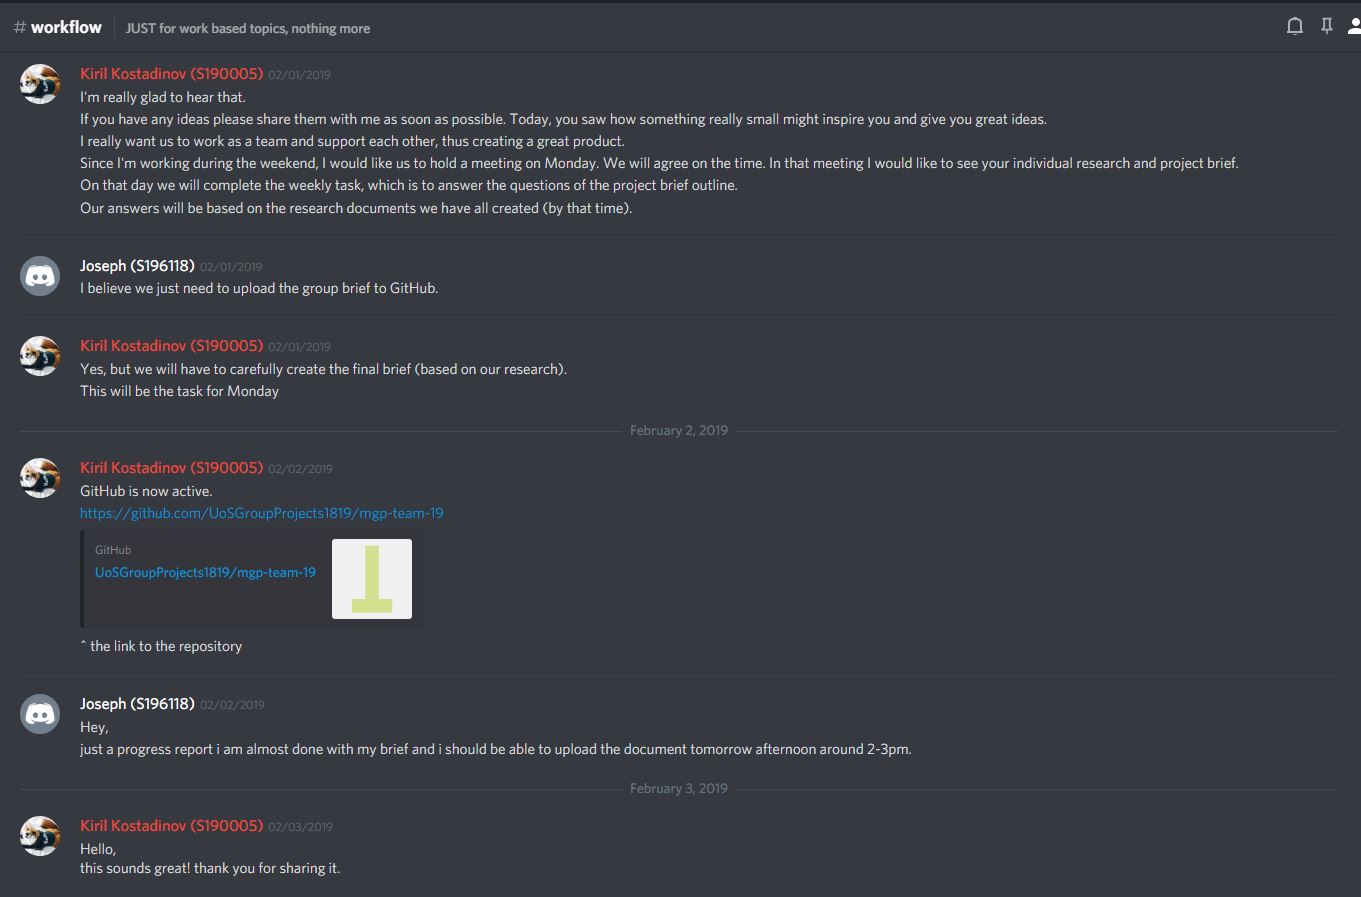 # workflow JUST for work based topics, nothing more
Kiril Kostadinov (S190005) 02/01/2019
I'm really glad to hear that.
If you have any ideas please share them with me as soon as possible. Today, you saw how something really small might inspire you and give you great ideas.
I really want us to work as a team and support each other, thus creating a great product.
Since I'm working during the weekend, I would like us to hold a meeting on Monday. We will agree on the time. In that meeting I would like to see your individual research and project brief.
On that day we will complete the weekly task, which is to answer the questions of the project brief outline.
Our answers will be based on the research documents we have all created (by that time).
Joseph (S196118) 02/01/2019
I believe we just need to upload the group brief to GitHub.
Kiril Kostadinov (S190005) 02/01/2019
Yes, but we will have to carefully create the final brief (based on our research).
This will be the task for Monday
February 2, 2019
Kiril Kostadinov (S190005) 02/02/2019
GitHub is now active.
https://github.com/UoSGroupProjects1819/mgp-team-19
GitHub
UoSGroupProjects1819/mgp-team-19
^ the link to the repository
Joseph (S196118) 02/02/2019
Hey,
just a progress report i am almost done with my brief and i should be able to upload the document tomorrow afternoon around 2-3pm.
February 3, 2019
Kiril Kostadinov (S190005) 02/03/2019
Hello,
this sounds great! thank you for sharing it.